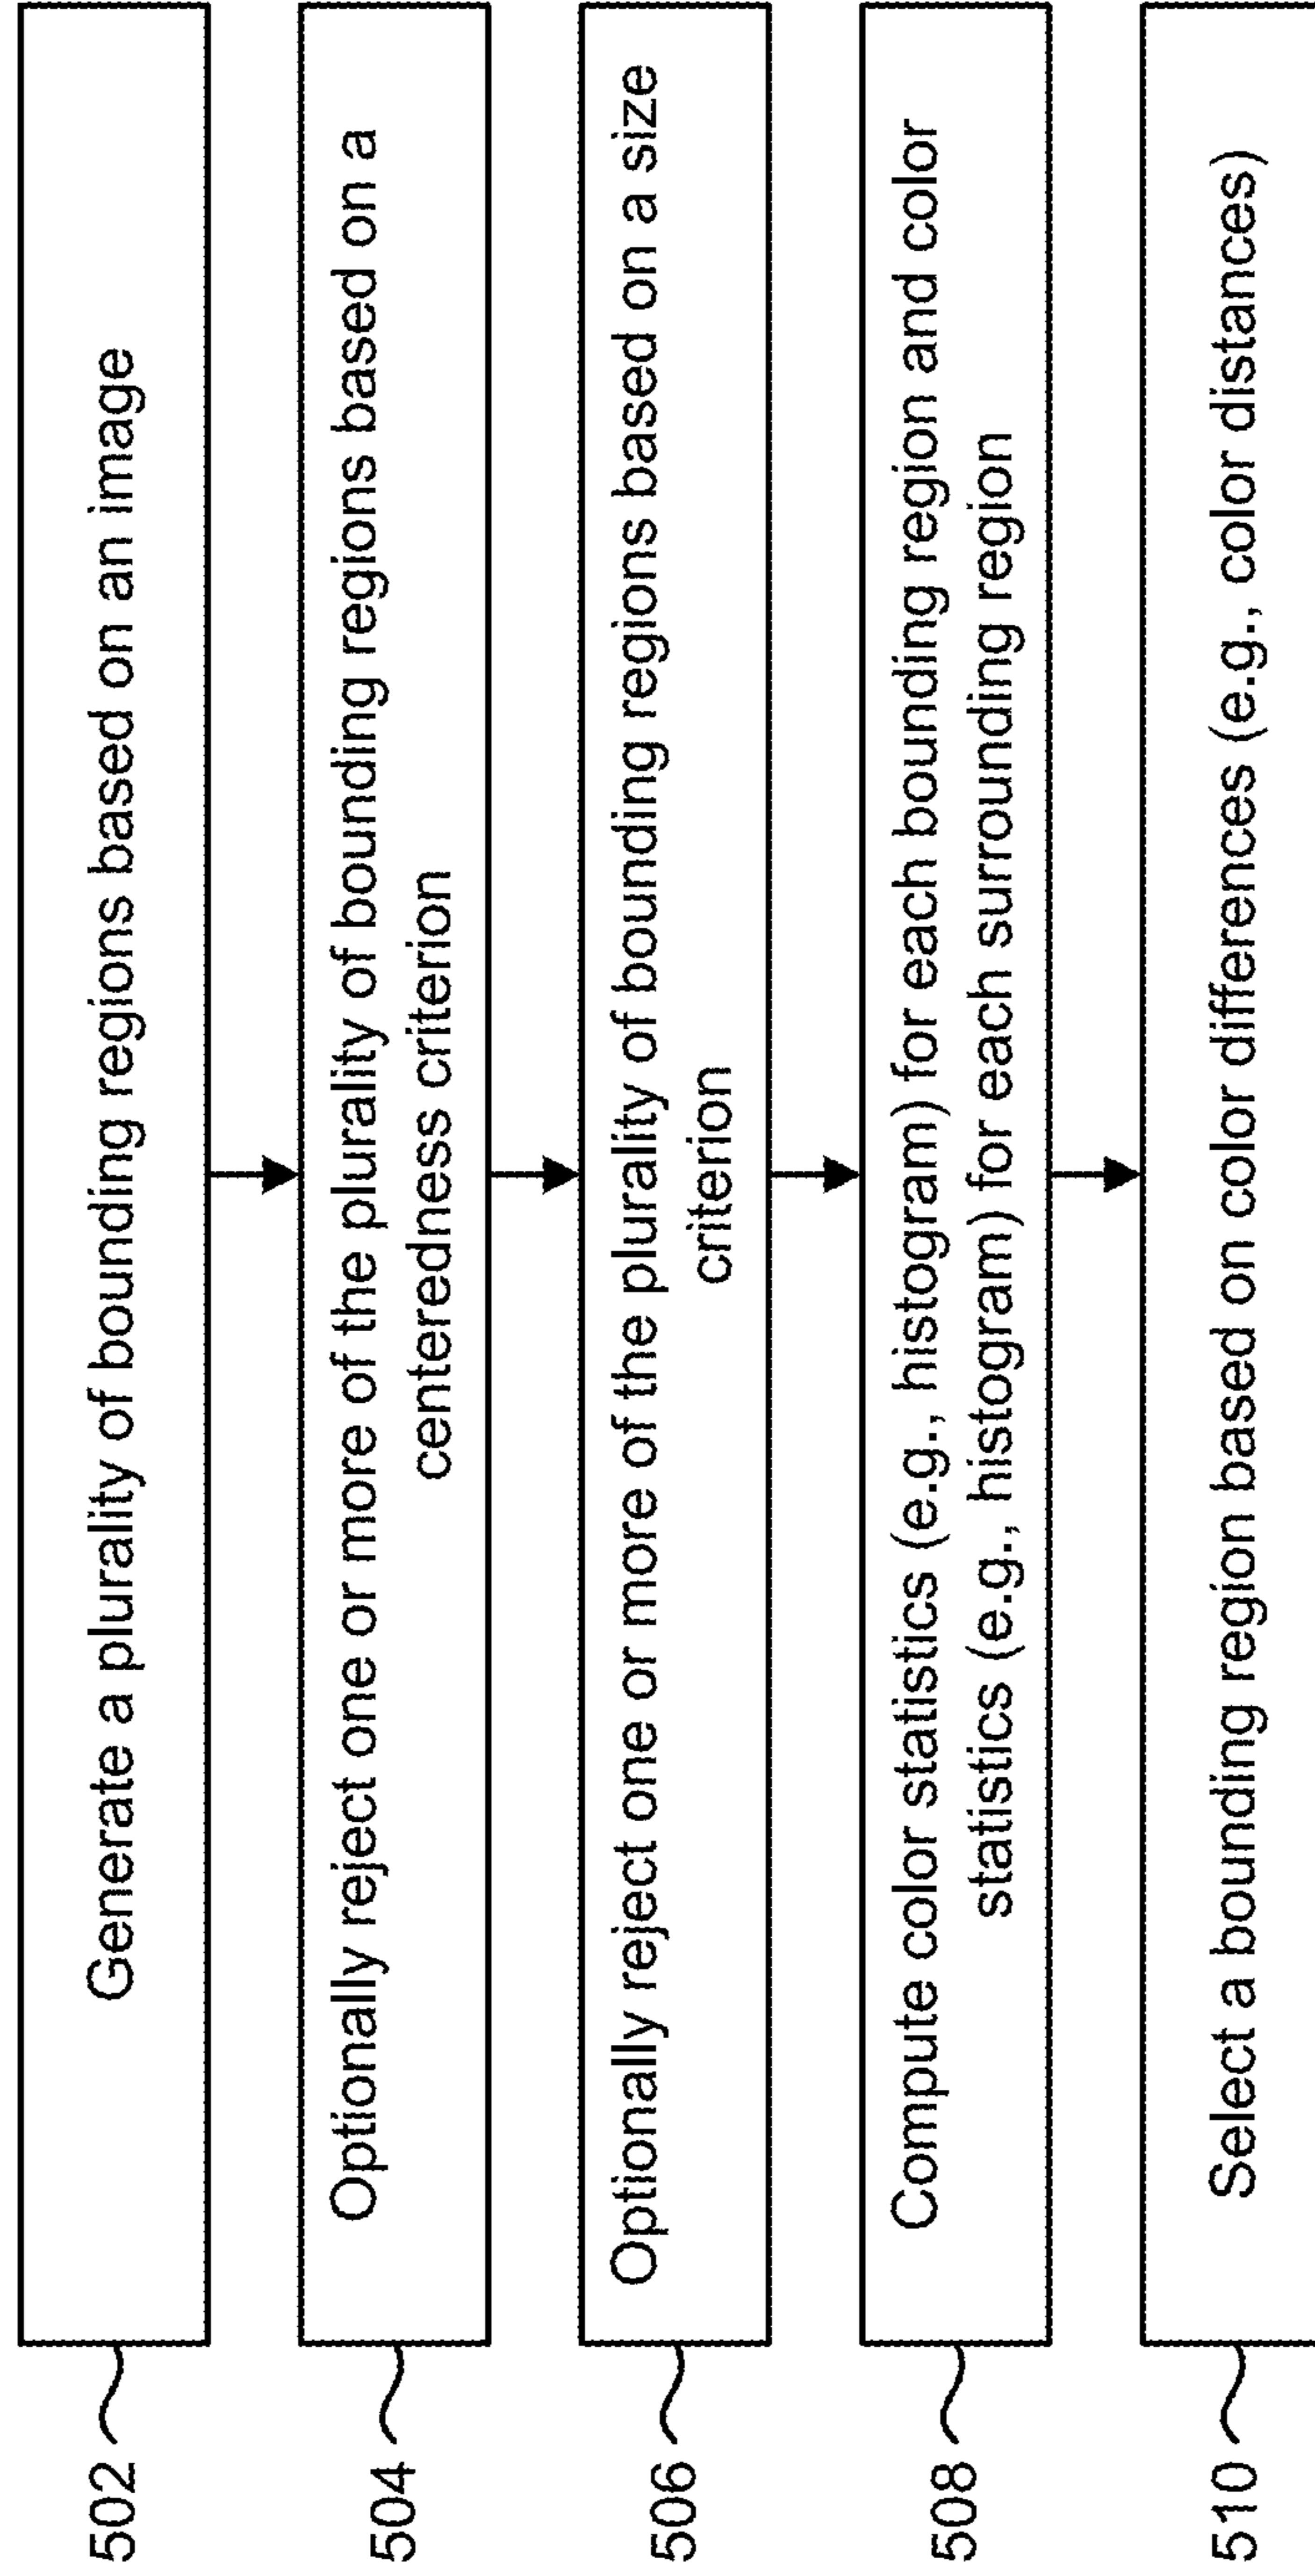 502
Generate a plurality of bounding regions based on an image
504
Optionally reject one or more of the plurality of bounding regions based on a
centeredness criterion
506
Optionally reject one or more of the plurality of bounding regions based on a size
criterion
508
Compute color statistics (e.g., histogram) for each bounding region and color
statistics (e.g., histogram) for each surrounding region
510
Select a bounding region based on color differences (e.g., color distances)